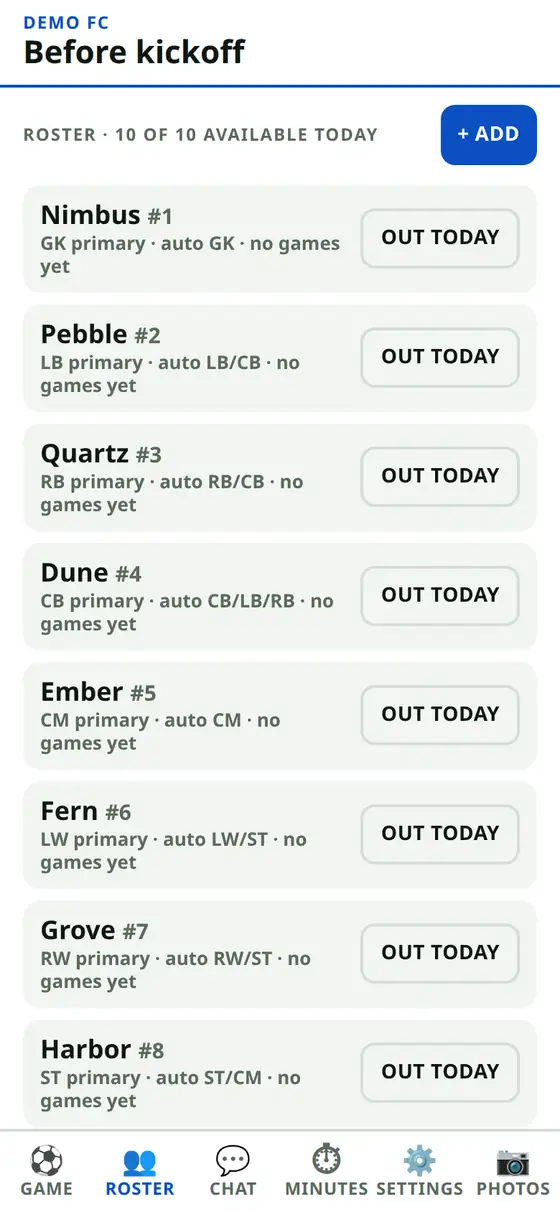 DEMO FC
Before kickoff
ROSTER · 10 OF 10 AVAILABLE TODAY
+ ADD
Nimbus #1
GK primary · auto GK · no games
yet
OUT TODAY
Pebble #2
LB primary · auto LB/CB · no
games yet
OUT TODAY
Quartz #3
RB primary · auto RB/CB · no
games yet
OUT TODAY
Dune #4
CB primary · auto CB/LB/RB · no
games yet
OUT TODAY
Ember #5
CM primary · auto CM · no
games yet
OUT TODAY
Fern #6
LW primary · auto LW/ST · no
games yet
OUT TODAY
Grove #7
RW primary · auto RW/ST · no
games yet
OUT TODAY
Harbor #8
ST primary · auto ST/CM · no
games yet
OUT TODAY
GAME ROSTER CHAT MINUTES SETTINGS PHOTOS